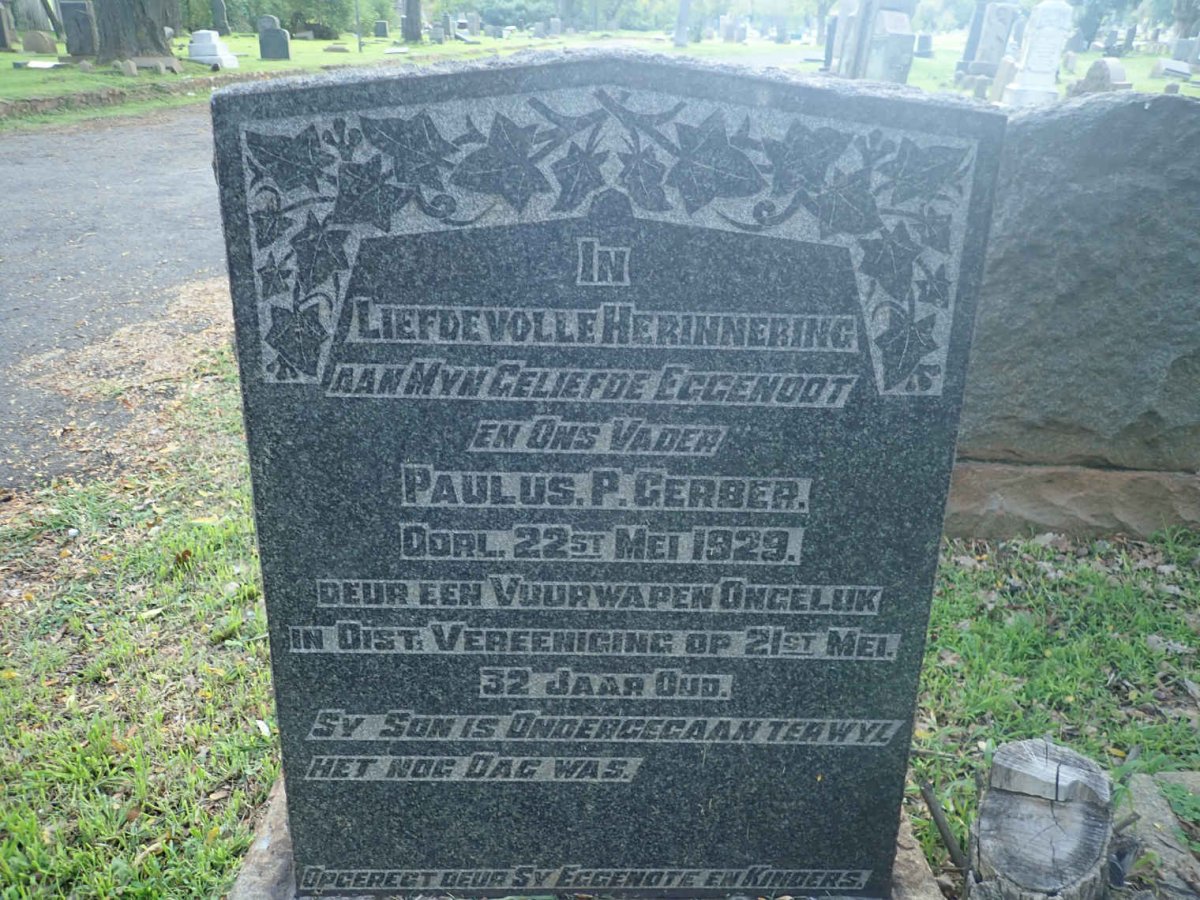 IN
LIEFDEVOLLE HERINNERING
AAN MYN GELIEFDE EGGENOOT
EN ONS VADER
PAULUS. P. GERBER.
OORL. 22ST MEI 1929.
DEUR EEN VUURWAPEN ONGELUK
IN DIST. VEREENIGING OP 21ST MEI.
32 JAAR OUD.
SY SON IS ONDERGEGAAN TERWYL
HET NOG DAG WAS.
OPGERECT DEUR SY EGGENOTE EN KINDERS.